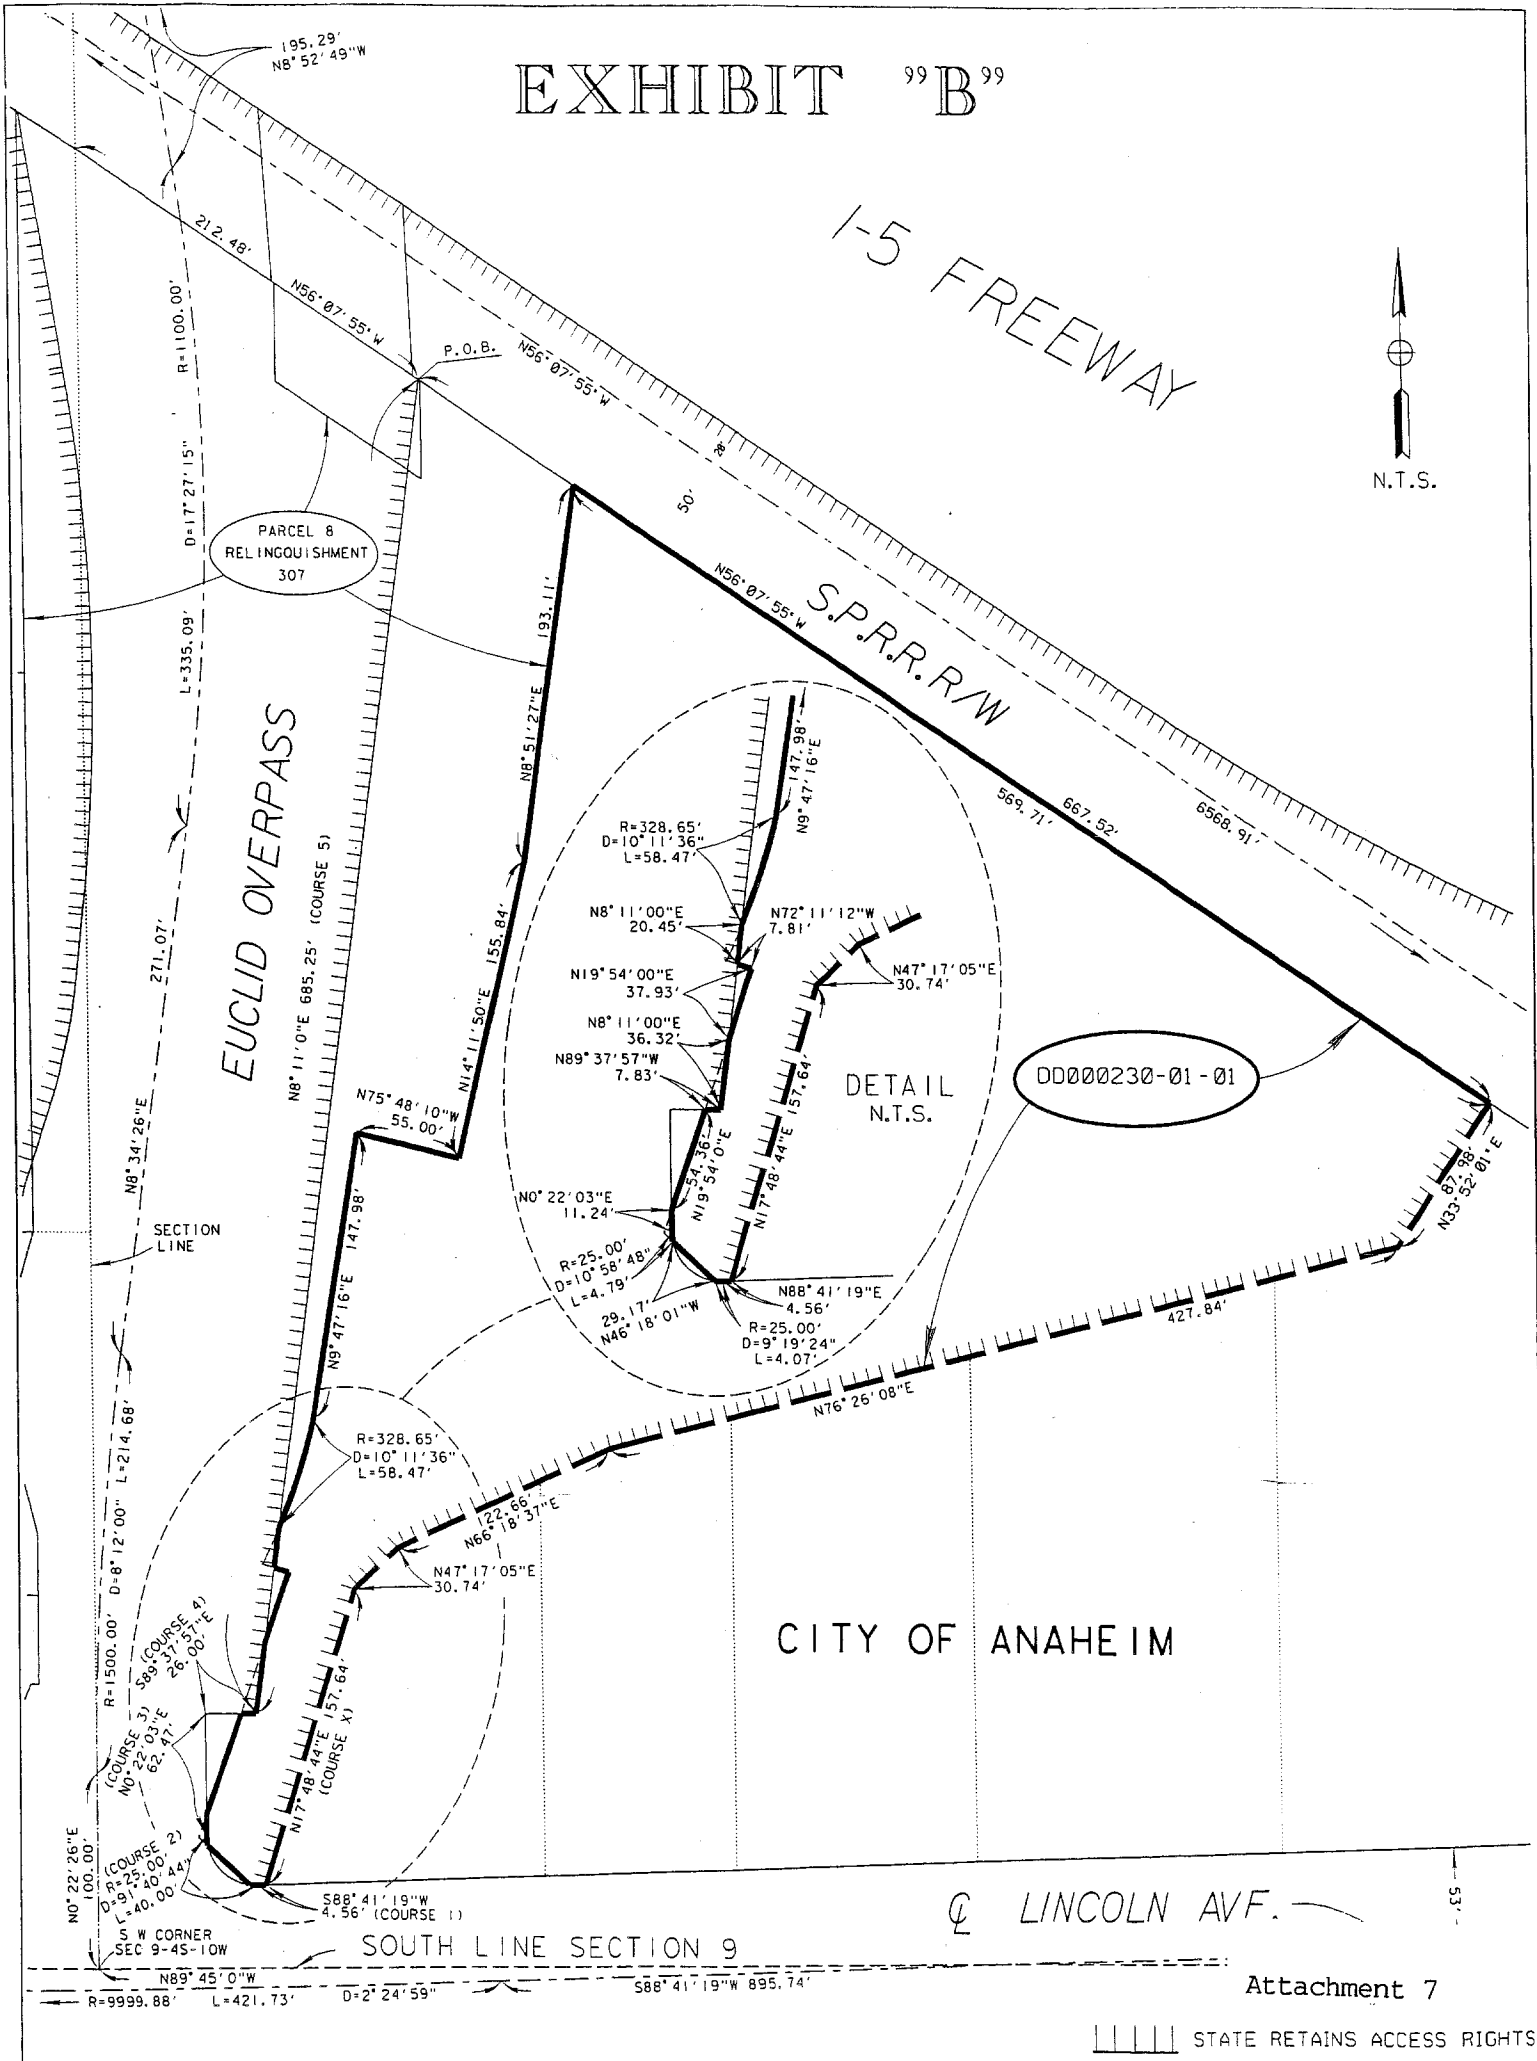 EXHIBIT "B"
195.29'
N8°52'49"W
I-5 FREEWAY
N.T.S.
212.48'
N56°07'55"W
P.O.B.
N56°07'55"W
R=1100.00'
D=17°27'15"
L=335.09'
28'
50'
PARCEL 8
RELINGQUISHMENT
307
193.11'
N8°51'27"E
N56°07'55"W
S.P.R.R. R/W
569.71'
667.52'
6568.91'
EUCLID OVERPASS
N8°11'0"E 685.25' (COURSE 5)
271.07'
N8°34'26"E
155.84'
N14°11'50"E
N75°48'10"W
55.00'
147.98'
N9°47'16"E
SECTION
LINE
147.98'
N9°47'16"E
R=328.65'
D=10°11'36"
L=58.47'
N8°11'00"E
20.45'
N72°11'12"W
7.81'
N19°54'00"E
37.93'
N47°17'05"E
30.74'
N8°11'00"E
36.32'
N89°37'57"W
7.83'
54.36'
N19°54'0"E
N17°48'44"E 157.64'
DETAIL
N.T.S.
N0°22'03"E
11.24'
R=25.00'
D=10°58'48"
L=4.79'
29.17'
N46°18'01"W
N88°41'19"E
4.56'
R=25.00'
D=9°19'24"
L=4.07'
DD000230-01-01
87.98'
N33°52'01"E
427.84'
N76°26'08"E
R=328.65'
D=10°11'36"
L=58.47'
122.66'
N66°18'37"E
N47°17'05"E
30.74'
R=1500.00' D=8°12'00" L=214.68'
(COURSE 4)
S89°37'57"E
26.00'
(COURSE 3)
N0°22'03"E
62.47'
N17°48'44"E 157.64'
(COURSE X)
CITY OF ANAHEIM
(COURSE 2)
R=25.00'
D=91°40'44"
L=40.00'
N0°22'26"E
100.00'
S88°41'19"W
4.56' (COURSE 1)
S W CORNER
SEC 9-4S-10W
SOUTH LINE SECTION 9
℄ LINCOLN AVE.
53'
N89°45'0"W
R=9999.88' L=421.73' D=2°24'59"
S88°41'19"W 895.74'
Attachment 7
STATE RETAINS ACCESS RIGHTS